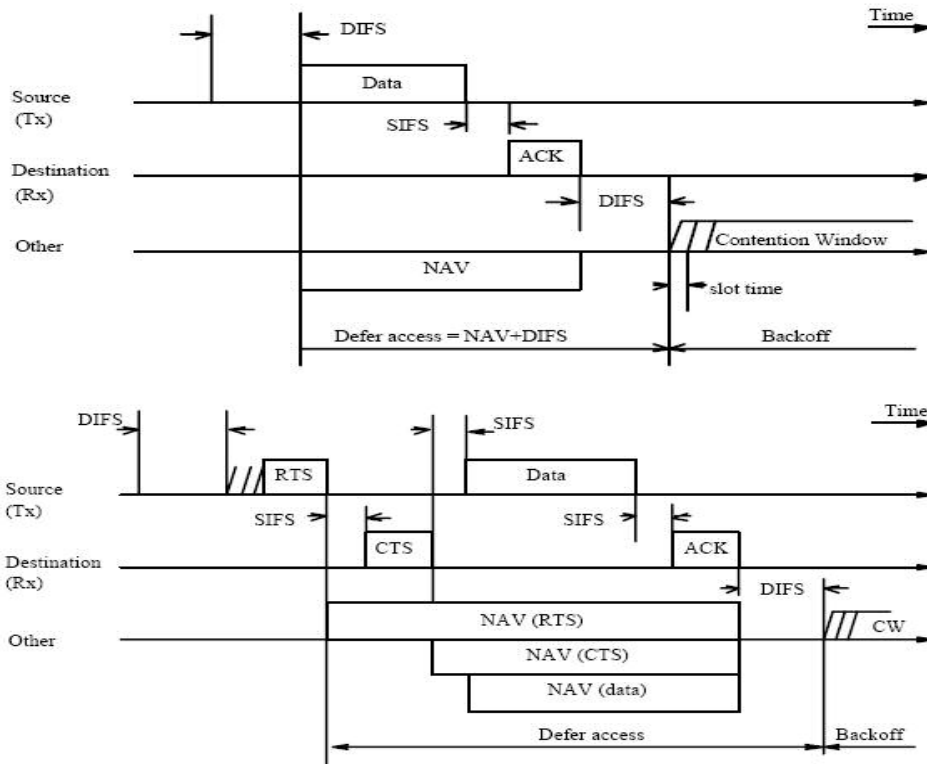 Time
DIFS
Data
Source
(Tx)
SIFS
ACK
Destination
(Rx)
DIFS
Other
Contention Window
NAV
slot time
Defer access = NAV+DIFS
Backoff
Time
DIFS
SIFS
RTS
Data
Source
(Tx)
SIFS
SIFS
CTS
ACK
Destination
(Rx)
DIFS
NAV (RTS)
CW
Other
NAV (CTS)
NAV (data)
Defer access
Backoff